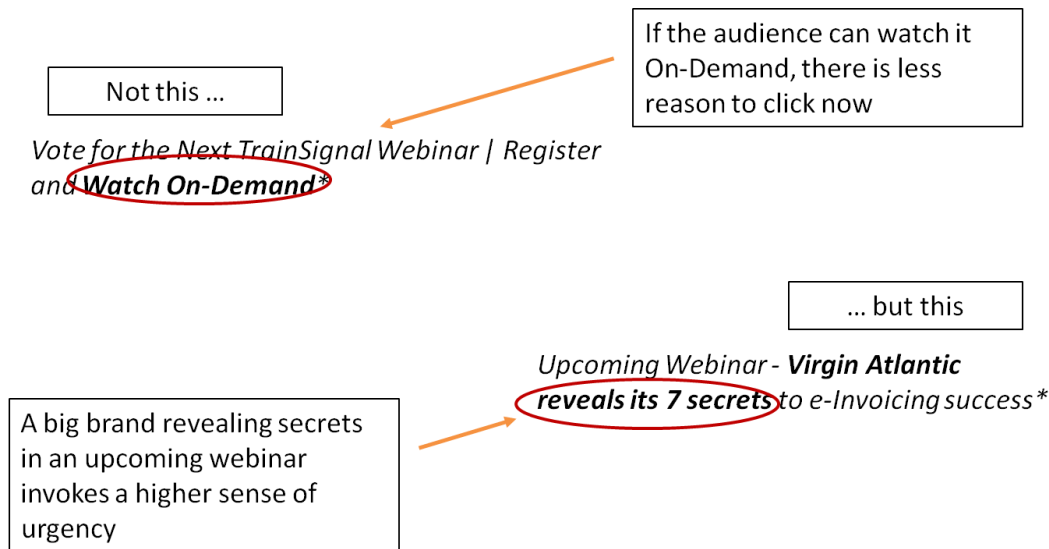 If the audience can watch it
On-Demand, there is less
reason to click now
Not this ...
Vote for the Next TrainSignal Webinar | Register
and Watch On-Demand*
... but this
Upcoming Webinar - Virgin Atlantic
reveals its 7 secrets to e-Invoicing success*
A big brand revealing secrets
in an upcoming webinar
invokes a higher sense of
urgency